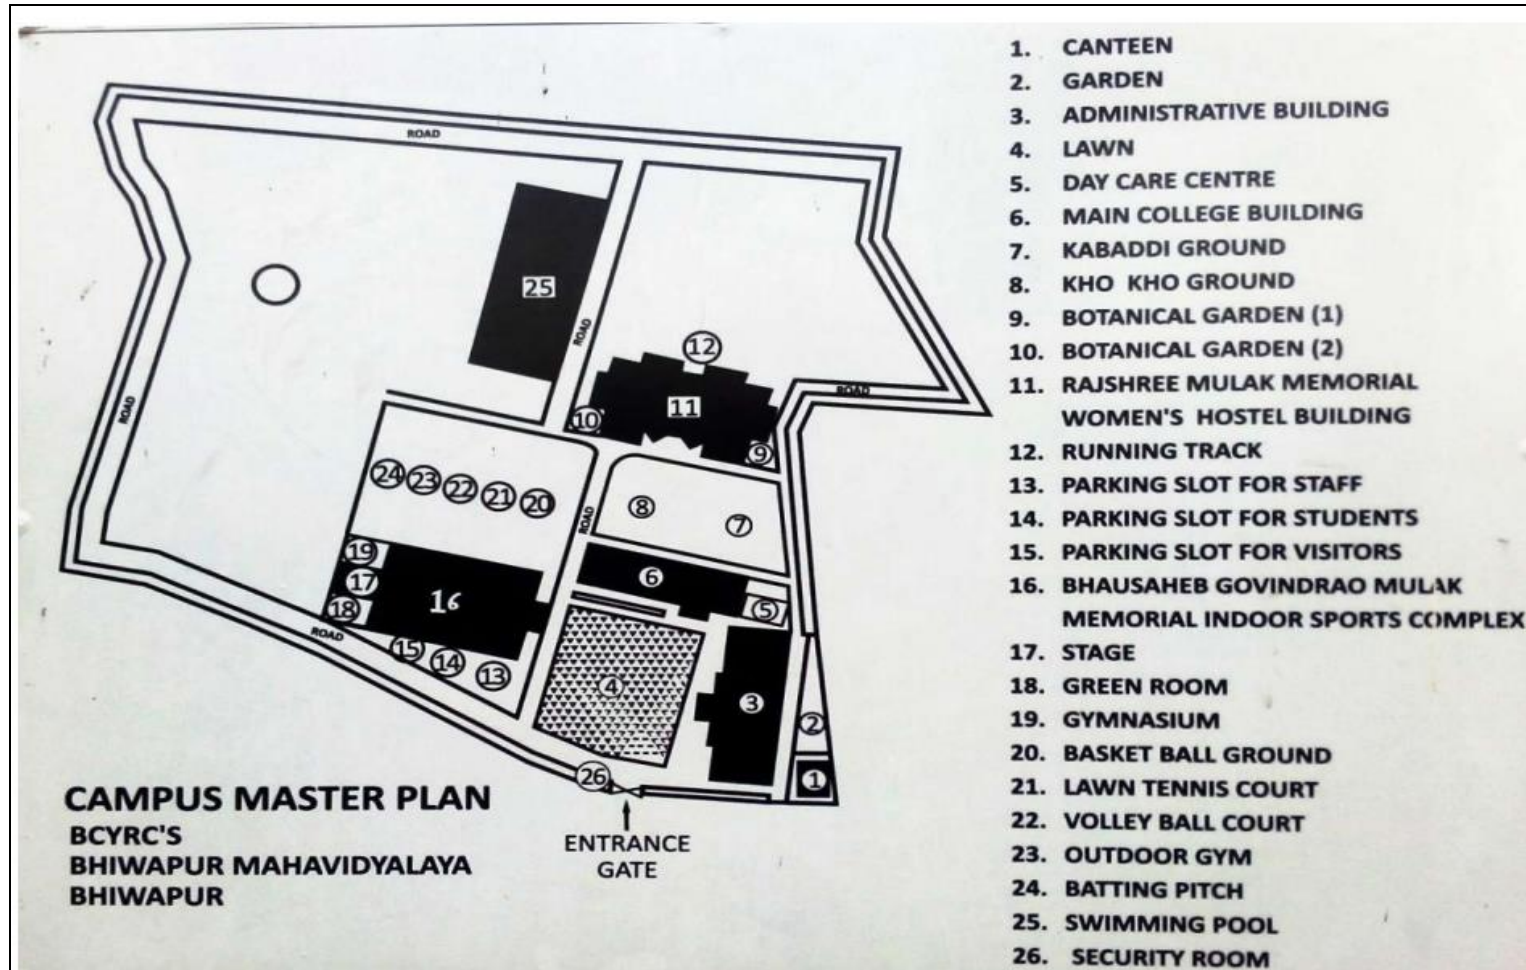 1. CANTEEN
2. GARDEN
3. ADMINISTRATIVE BUILDING
4. LAWN
5. DAY CARE CENTRE
6. MAIN COLLEGE BUILDING
7. KABADDI GROUND
8. KHO KHO GROUND
9. BOTANICAL GARDEN (1)
10. BOTANICAL GARDEN (2)
11. RAJSHREE MULAK MEMORIAL
WOMEN'S HOSTEL BUILDING
12. RUNNING TRACK
13. PARKING SLOT FOR STAFF
14. PARKING SLOT FOR STUDENTS
15. PARKING SLOT FOR VISITORS
16. BHAUSAHEB GOVINDRAO MULAK
MEMORIAL INDOOR SPORTS COMPLEX
17. STAGE
18. GREEN ROOM
19. GYMNASIUM
20. BASKET BALL GROUND
21. LAWN TENNIS COURT
22. VOLLEY BALL COURT
23. OUTDOOR GYM
24. BATTING PITCH
25. SWIMMING POOL
26. SECURITY ROOM
ROAD
25
ROAD
12
ROAD
11
10
ROAD
9
24 23 22 21 20
8
ROAD
7
19
17
16
18
6
5
ROAD
15
14
13
4
3
2
1
26
ENTRANCE
GATE
CAMPUS MASTER PLAN
BCYRC'S
BHIWAPUR MAHAVIDYALAYA
BHIWAPUR